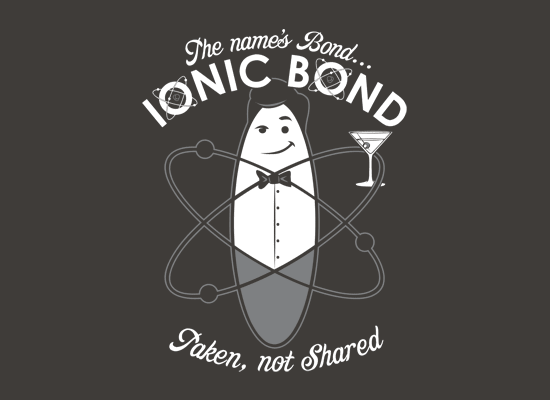 The name's Bond...
IONIC BOND
Taken, not Shared